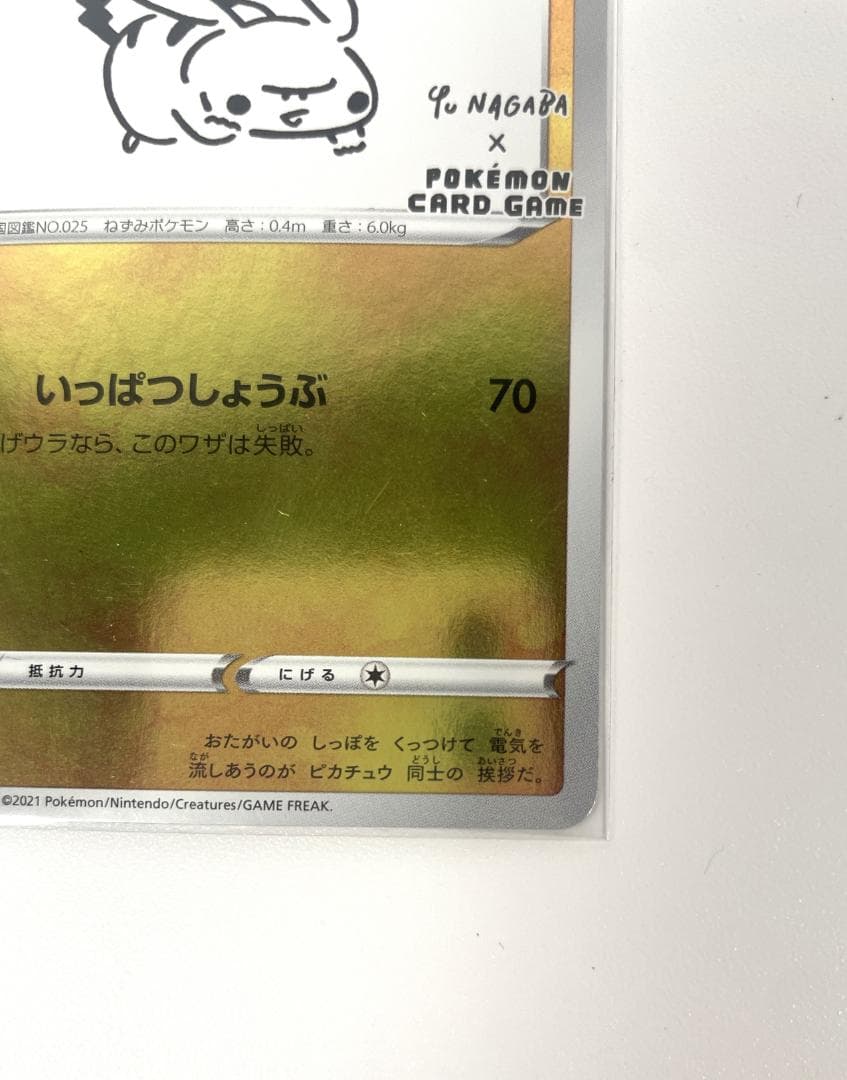 Yu NAGABA
×
POKÉMON
CARD GAME
国図鑑NO.025 ねずみポケモン 高さ:0.4m 重さ:6.0kg
いっぱつしょうぶ 70
げウラなら、このワザは失敗。
しっぱい
抵抗力 にげる
おたがいの しっぽを くっつけて 電気を
でんき
流しあうのが ピカチュウ 同士の 挨拶だ。
なが どうし あいさつ
©2021 Pokémon/Nintendo/Creatures/GAME FREAK.